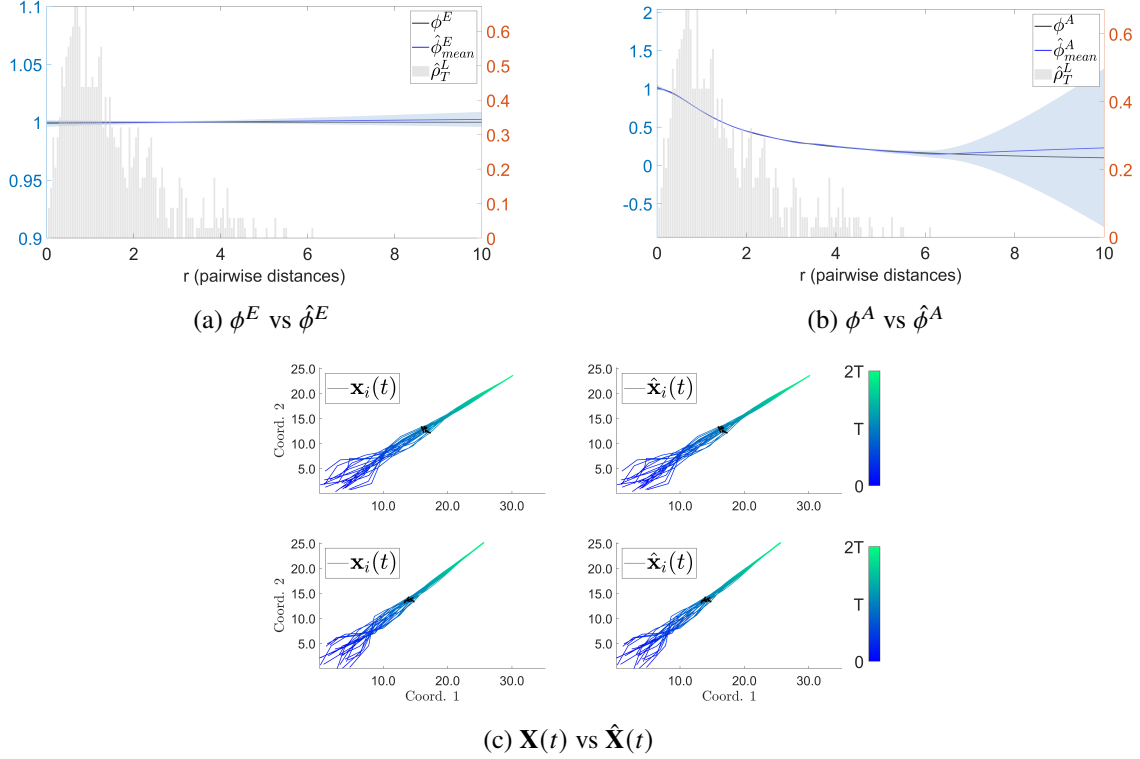 1.1
1.05
1
0.95
0.9
0 2 4 6 8 10
0.6
0.5
0.4
0.3
0.2
0.1
0
ϕ^E
ϕ̂^E_mean
ρ̂^L_T
r (pairwise distances)
(a) ϕ^E vs ϕ̂^E
2
1.5
1
0.5
0
-0.5
0 2 4 6 8 10
0.6
0.4
0.2
0
ϕ^A
ϕ̂^A_mean
ρ̂^L_T
r (pairwise distances)
(b) ϕ^A vs ϕ̂^A
25.0
20.0
15.0
10.0
5.0
Coord. 2
x_i(t)
10.0 20.0 30.0
25.0
20.0
15.0
10.0
5.0
x̂_i(t)
10.0 20.0 30.0
2T
T
0
25.0
20.0
15.0
10.0
5.0
Coord. 2
x_i(t)
10.0 20.0 30.0
Coord. 1
25.0
20.0
15.0
10.0
5.0
x̂_i(t)
10.0 20.0 30.0
Coord. 1
2T
T
0
(c) X(t) vs X̂(t)